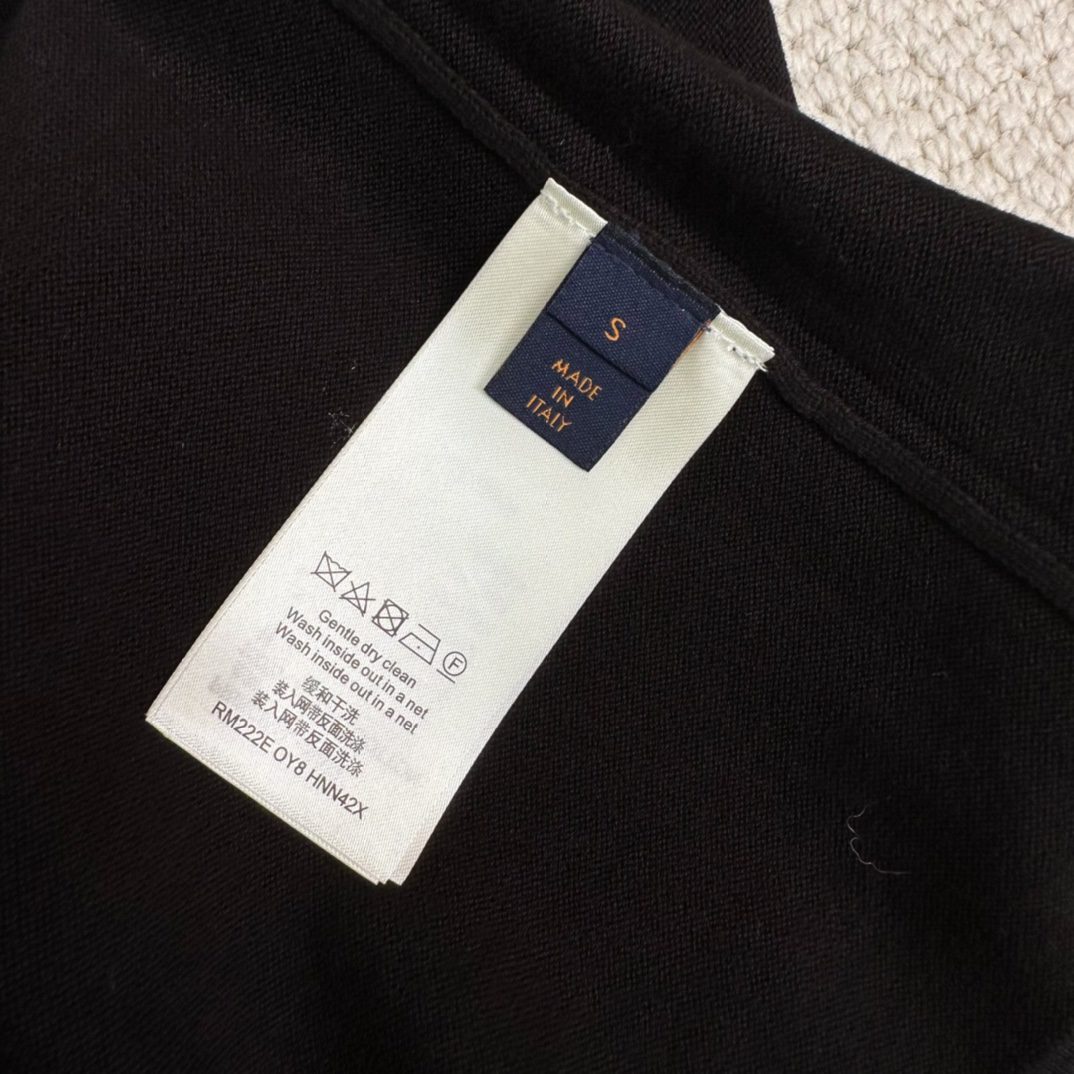 S
MADE
IN
ITALY
F
Gentle dry clean
Wash inside out in a net
Wash inside out in a net
缓和干洗
装入网带反面洗涤
装入网带反面洗涤
RM222E OY8 HNN42X